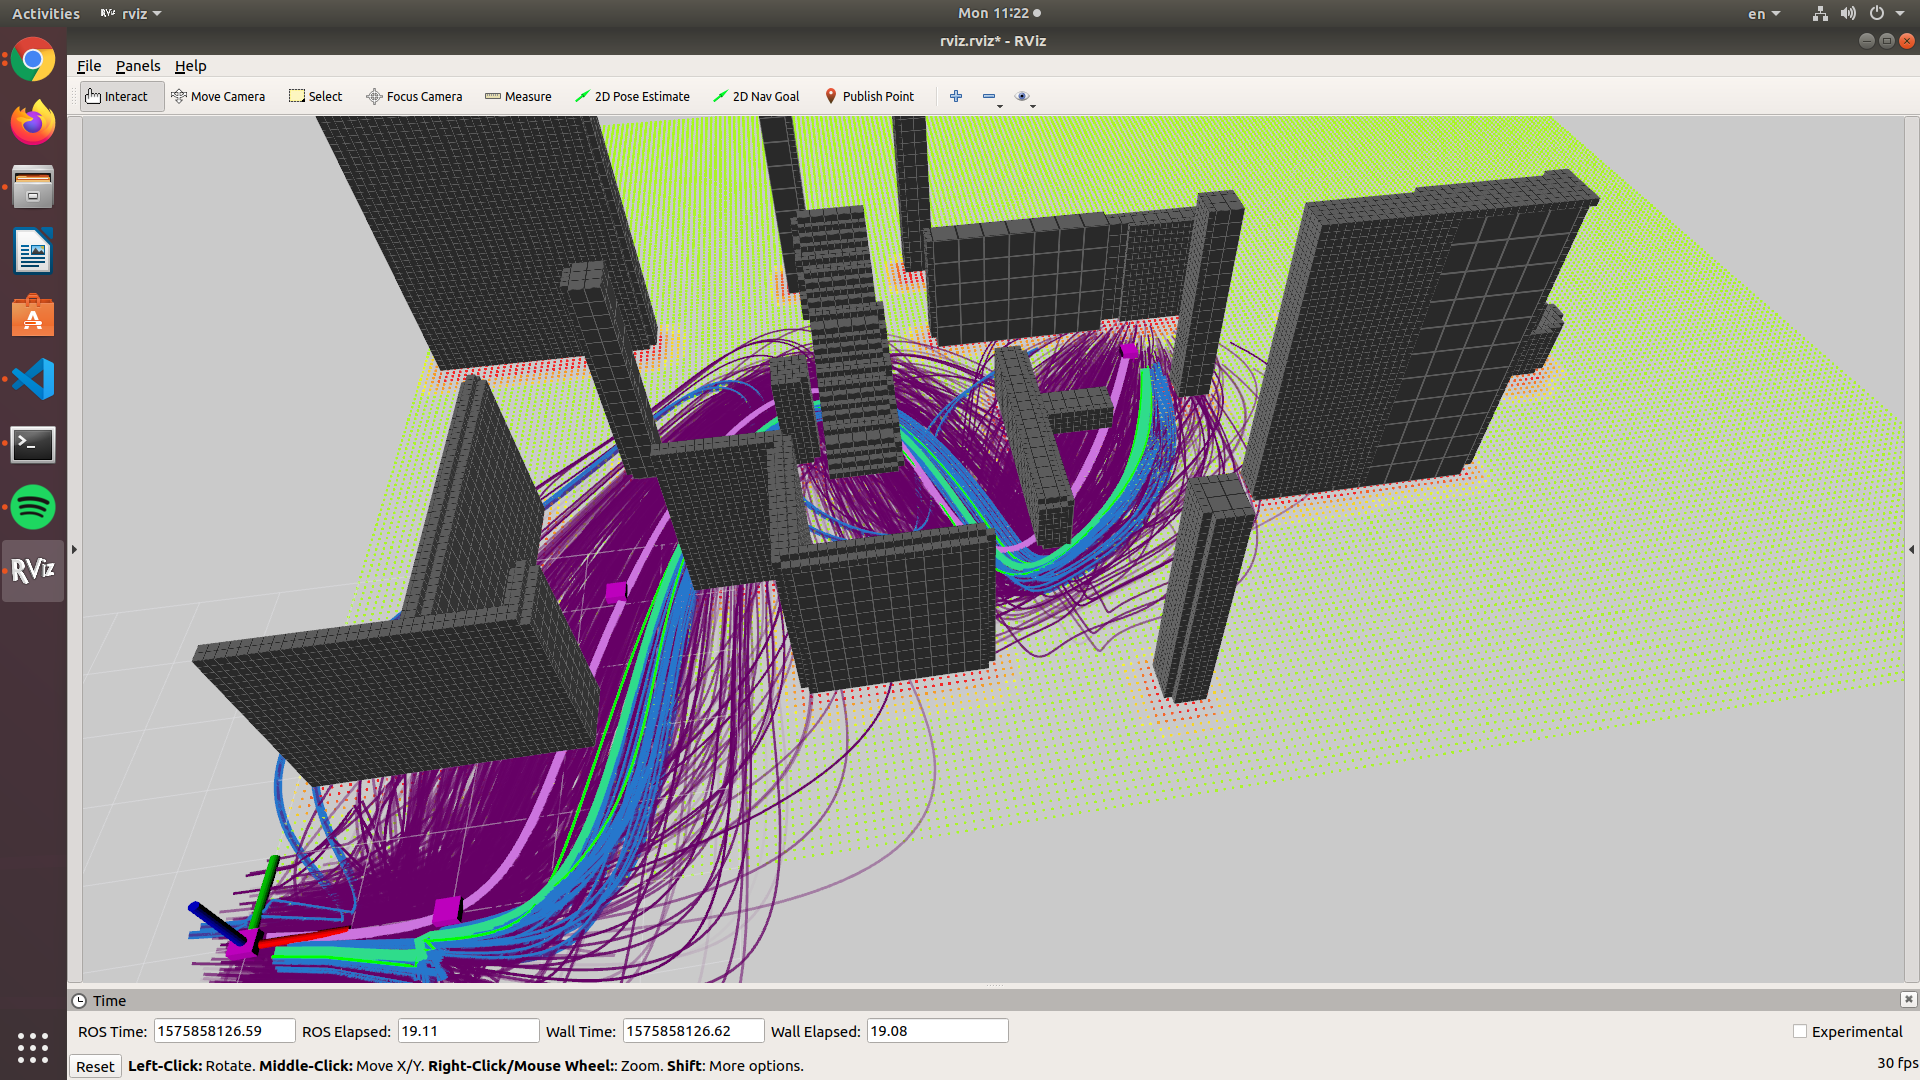 Activities RViz rviz Mon 11:22 en
rviz.rviz* - RViz
File Panels Help
Interact Move Camera Select Focus Camera Measure 2D Pose Estimate 2D Nav Goal Publish Point
RViz
Time
ROS Time: 1575858126.59 ROS Elapsed: 19.11 Wall Time: 1575858126.62 Wall Elapsed: 19.08 Experimental
Reset Left-Click: Rotate. Middle-Click: Move X/Y. Right-Click/Mouse Wheel:: Zoom. Shift: More options. 30 fps